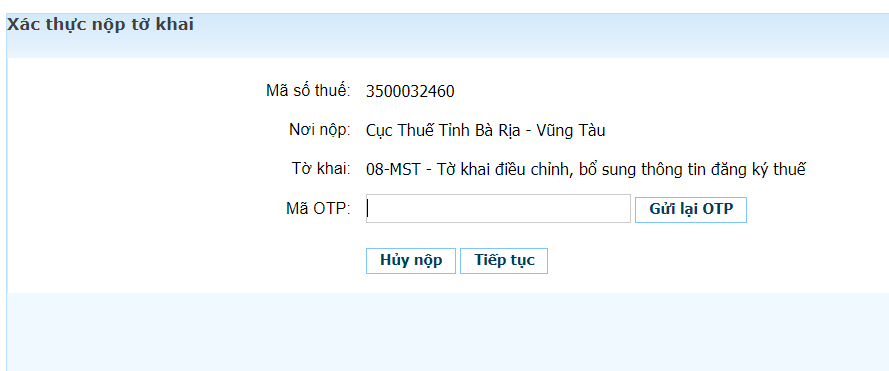 Xác thực nộp tờ khai
Mã số thuế: 3500032460
Nơi nộp: Cục Thuế Tỉnh Bà Rịa - Vũng Tàu
Tờ khai: 08-MST - Tờ khai điều chỉnh, bổ sung thông tin đăng ký thuế
Mã OTP: Gửi lại OTP
Hủy nộp Tiếp tục